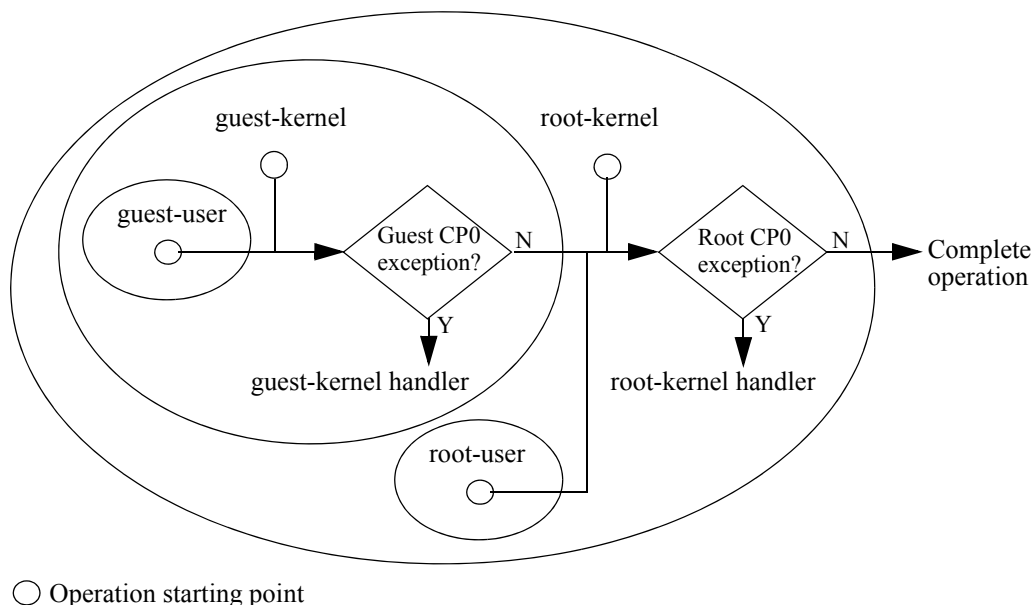 guest-kernel
root-kernel
guest-user
Guest CP0
exception?
N
Root CP0
exception?
N
Complete
operation
Y
Y
guest-kernel handler
root-kernel handler
root-user
Operation starting point